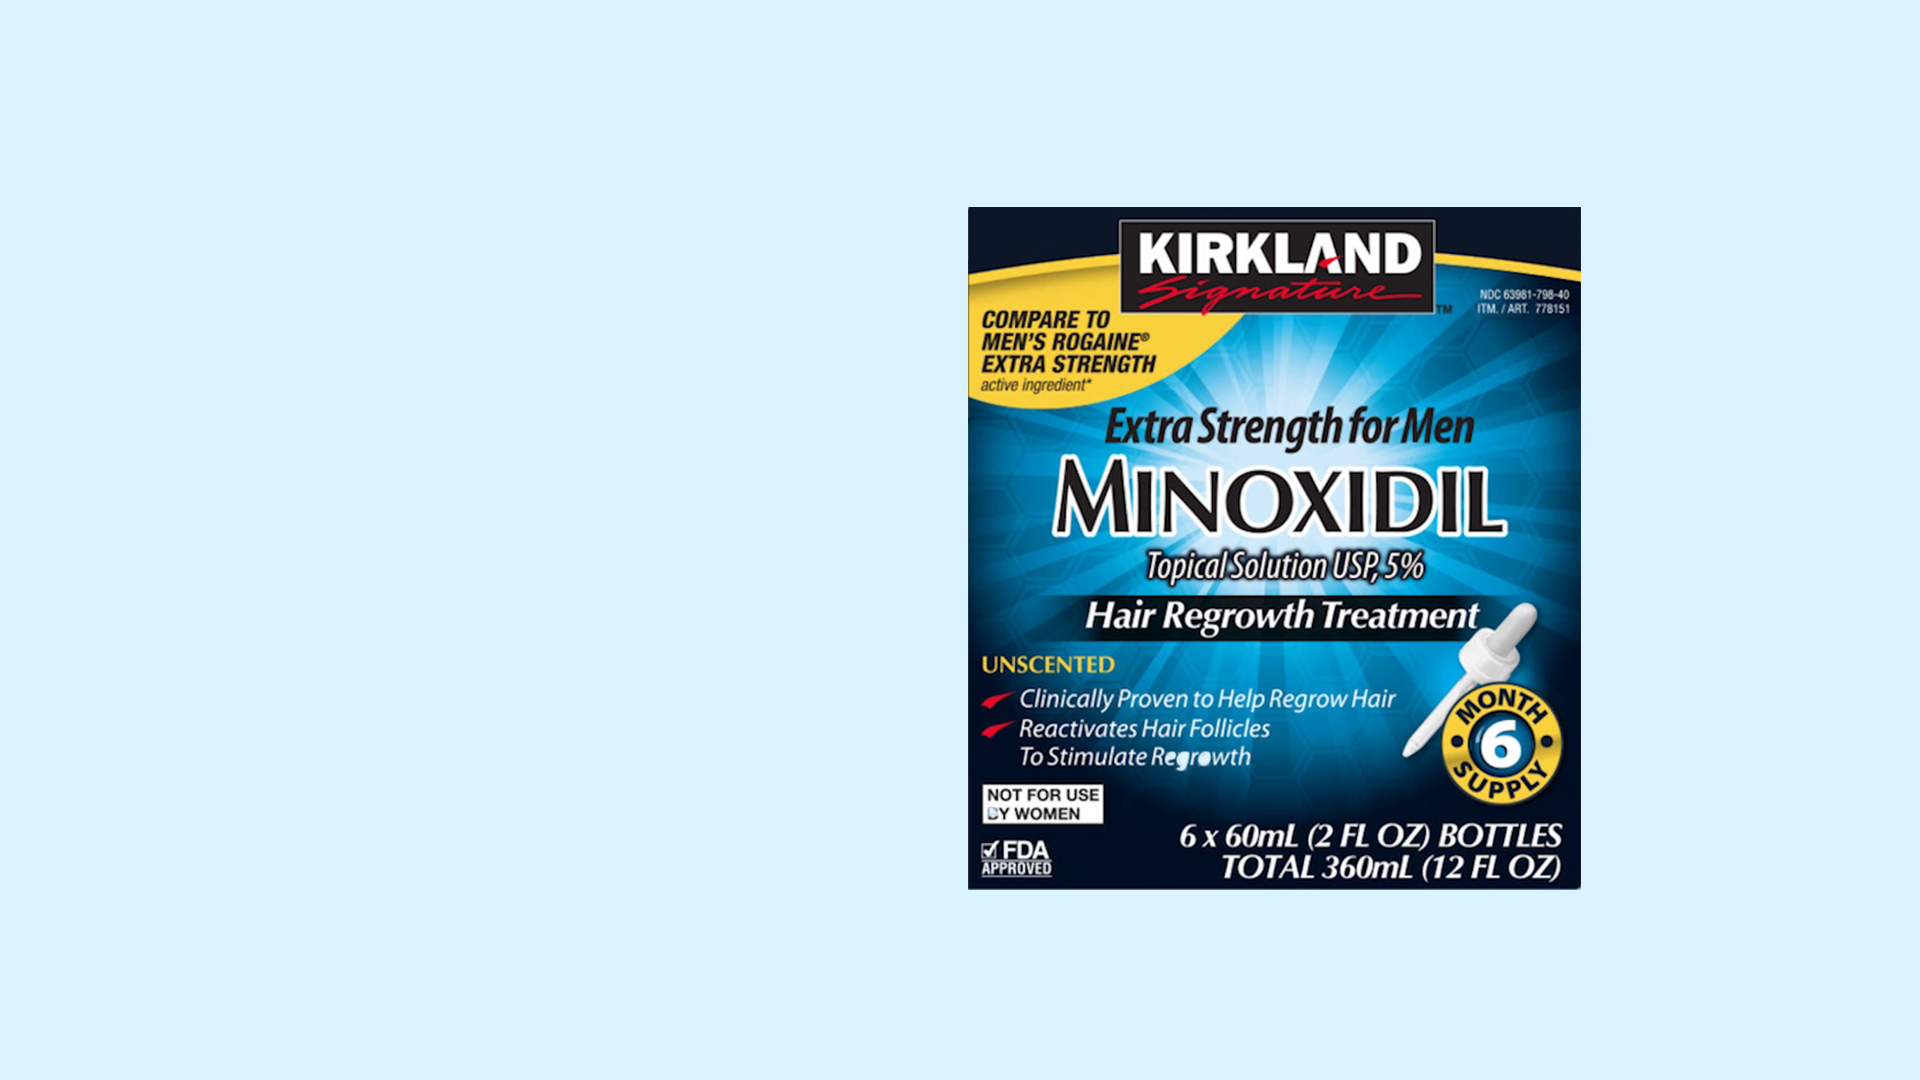 KIRKLAND
Signature
TM
NDC 63981-798-40
ITM. / ART. 778151
COMPARE TO
MEN'S ROGAINE®
EXTRA STRENGTH
active ingredient*
Extra Strength for Men
MINOXIDIL
Topical Solution USP, 5%
Hair Regrowth Treatment
UNSCENTED
Clinically Proven to Help Regrow Hair
Reactivates Hair Follicles
To Stimulate Regrowth
MONTH
6
SUPPLY
NOT FOR USE
BY WOMEN
FDA
APPROVED
6 x 60mL (2 FL OZ) BOTTLES
TOTAL 360mL (12 FL OZ)